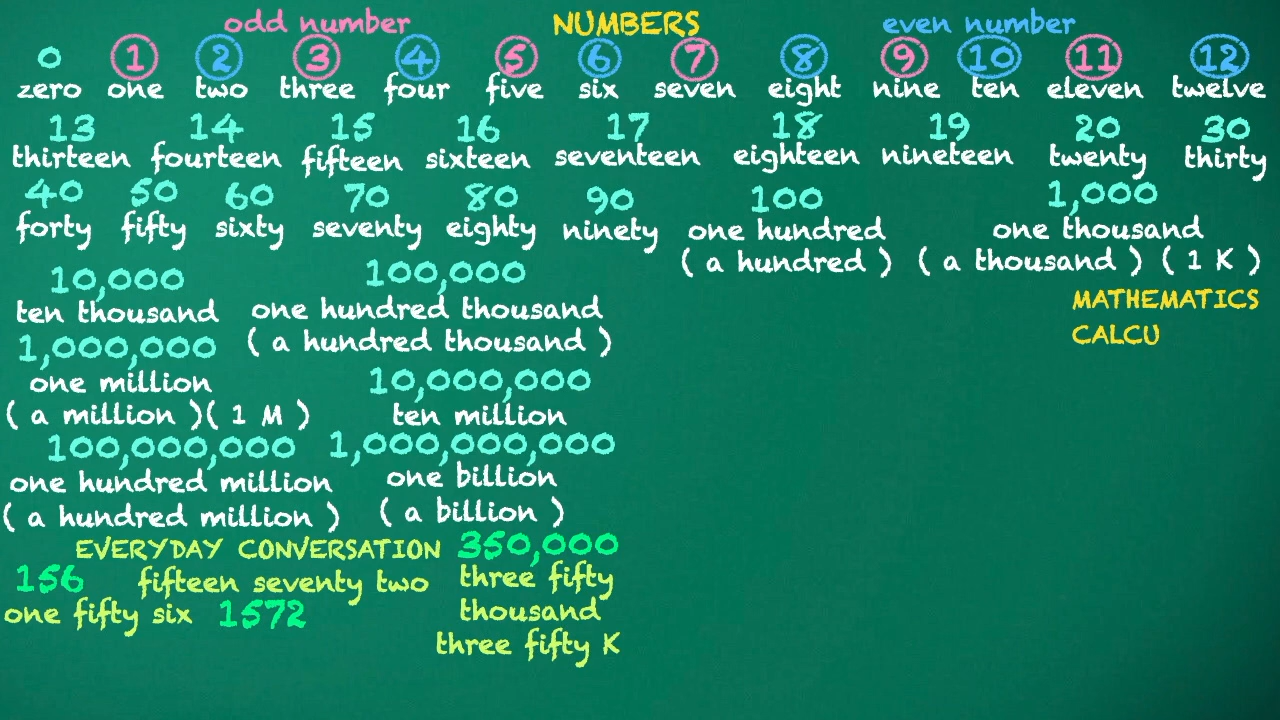 odd number NUMBERS even number
0 1 2 3 4 5 6 7 8 9 10 11 12
zero one two three four five six seven eight nine ten eleven twelve
13 14 15 16 17 18 19 20 30
thirteen fourteen fifteen sixteen seventeen eighteen nineteen twenty thirty
40 50 60 70 80 90 100 1,000
forty fifty sixty seventy eighty ninety one hundred one thousand
( a hundred ) ( a thousand ) ( 1 K )
10,000 100,000
ten thousand one hundred thousand
( a hundred thousand )
MATHEMATICS
CALCU
1,000,000
one million
( a million )( 1 M )
10,000,000
ten million
100,000,000 1,000,000,000
one hundred million one billion
( a hundred million ) ( a billion )
EVERYDAY CONVERSATION
156
one fifty six
fifteen seventy two
1572
350,000
three fifty
thousand
three fifty K